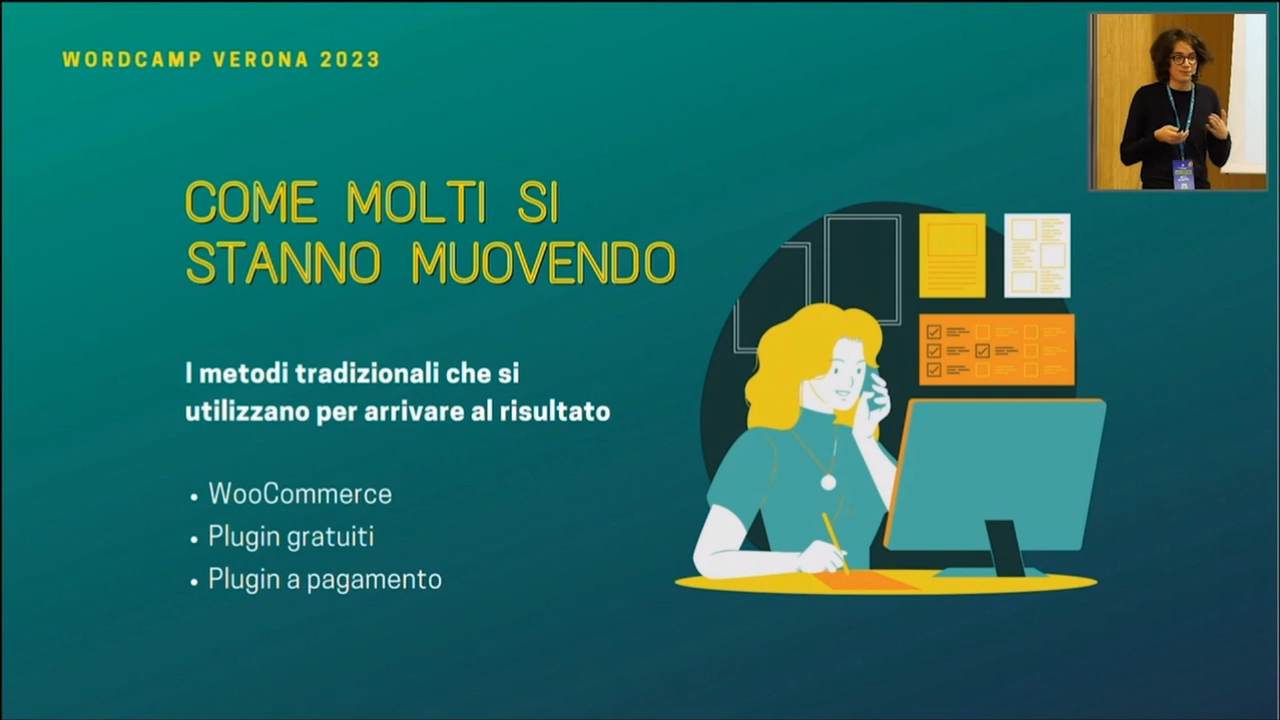 WORDCAMP VERONA 2023
COME MOLTI SI
STANNO MUOVENDO
I metodi tradizionali che si
utilizzano per arrivare al risultato
• WooCommerce
• Plugin gratuiti
• Plugin a pagamento